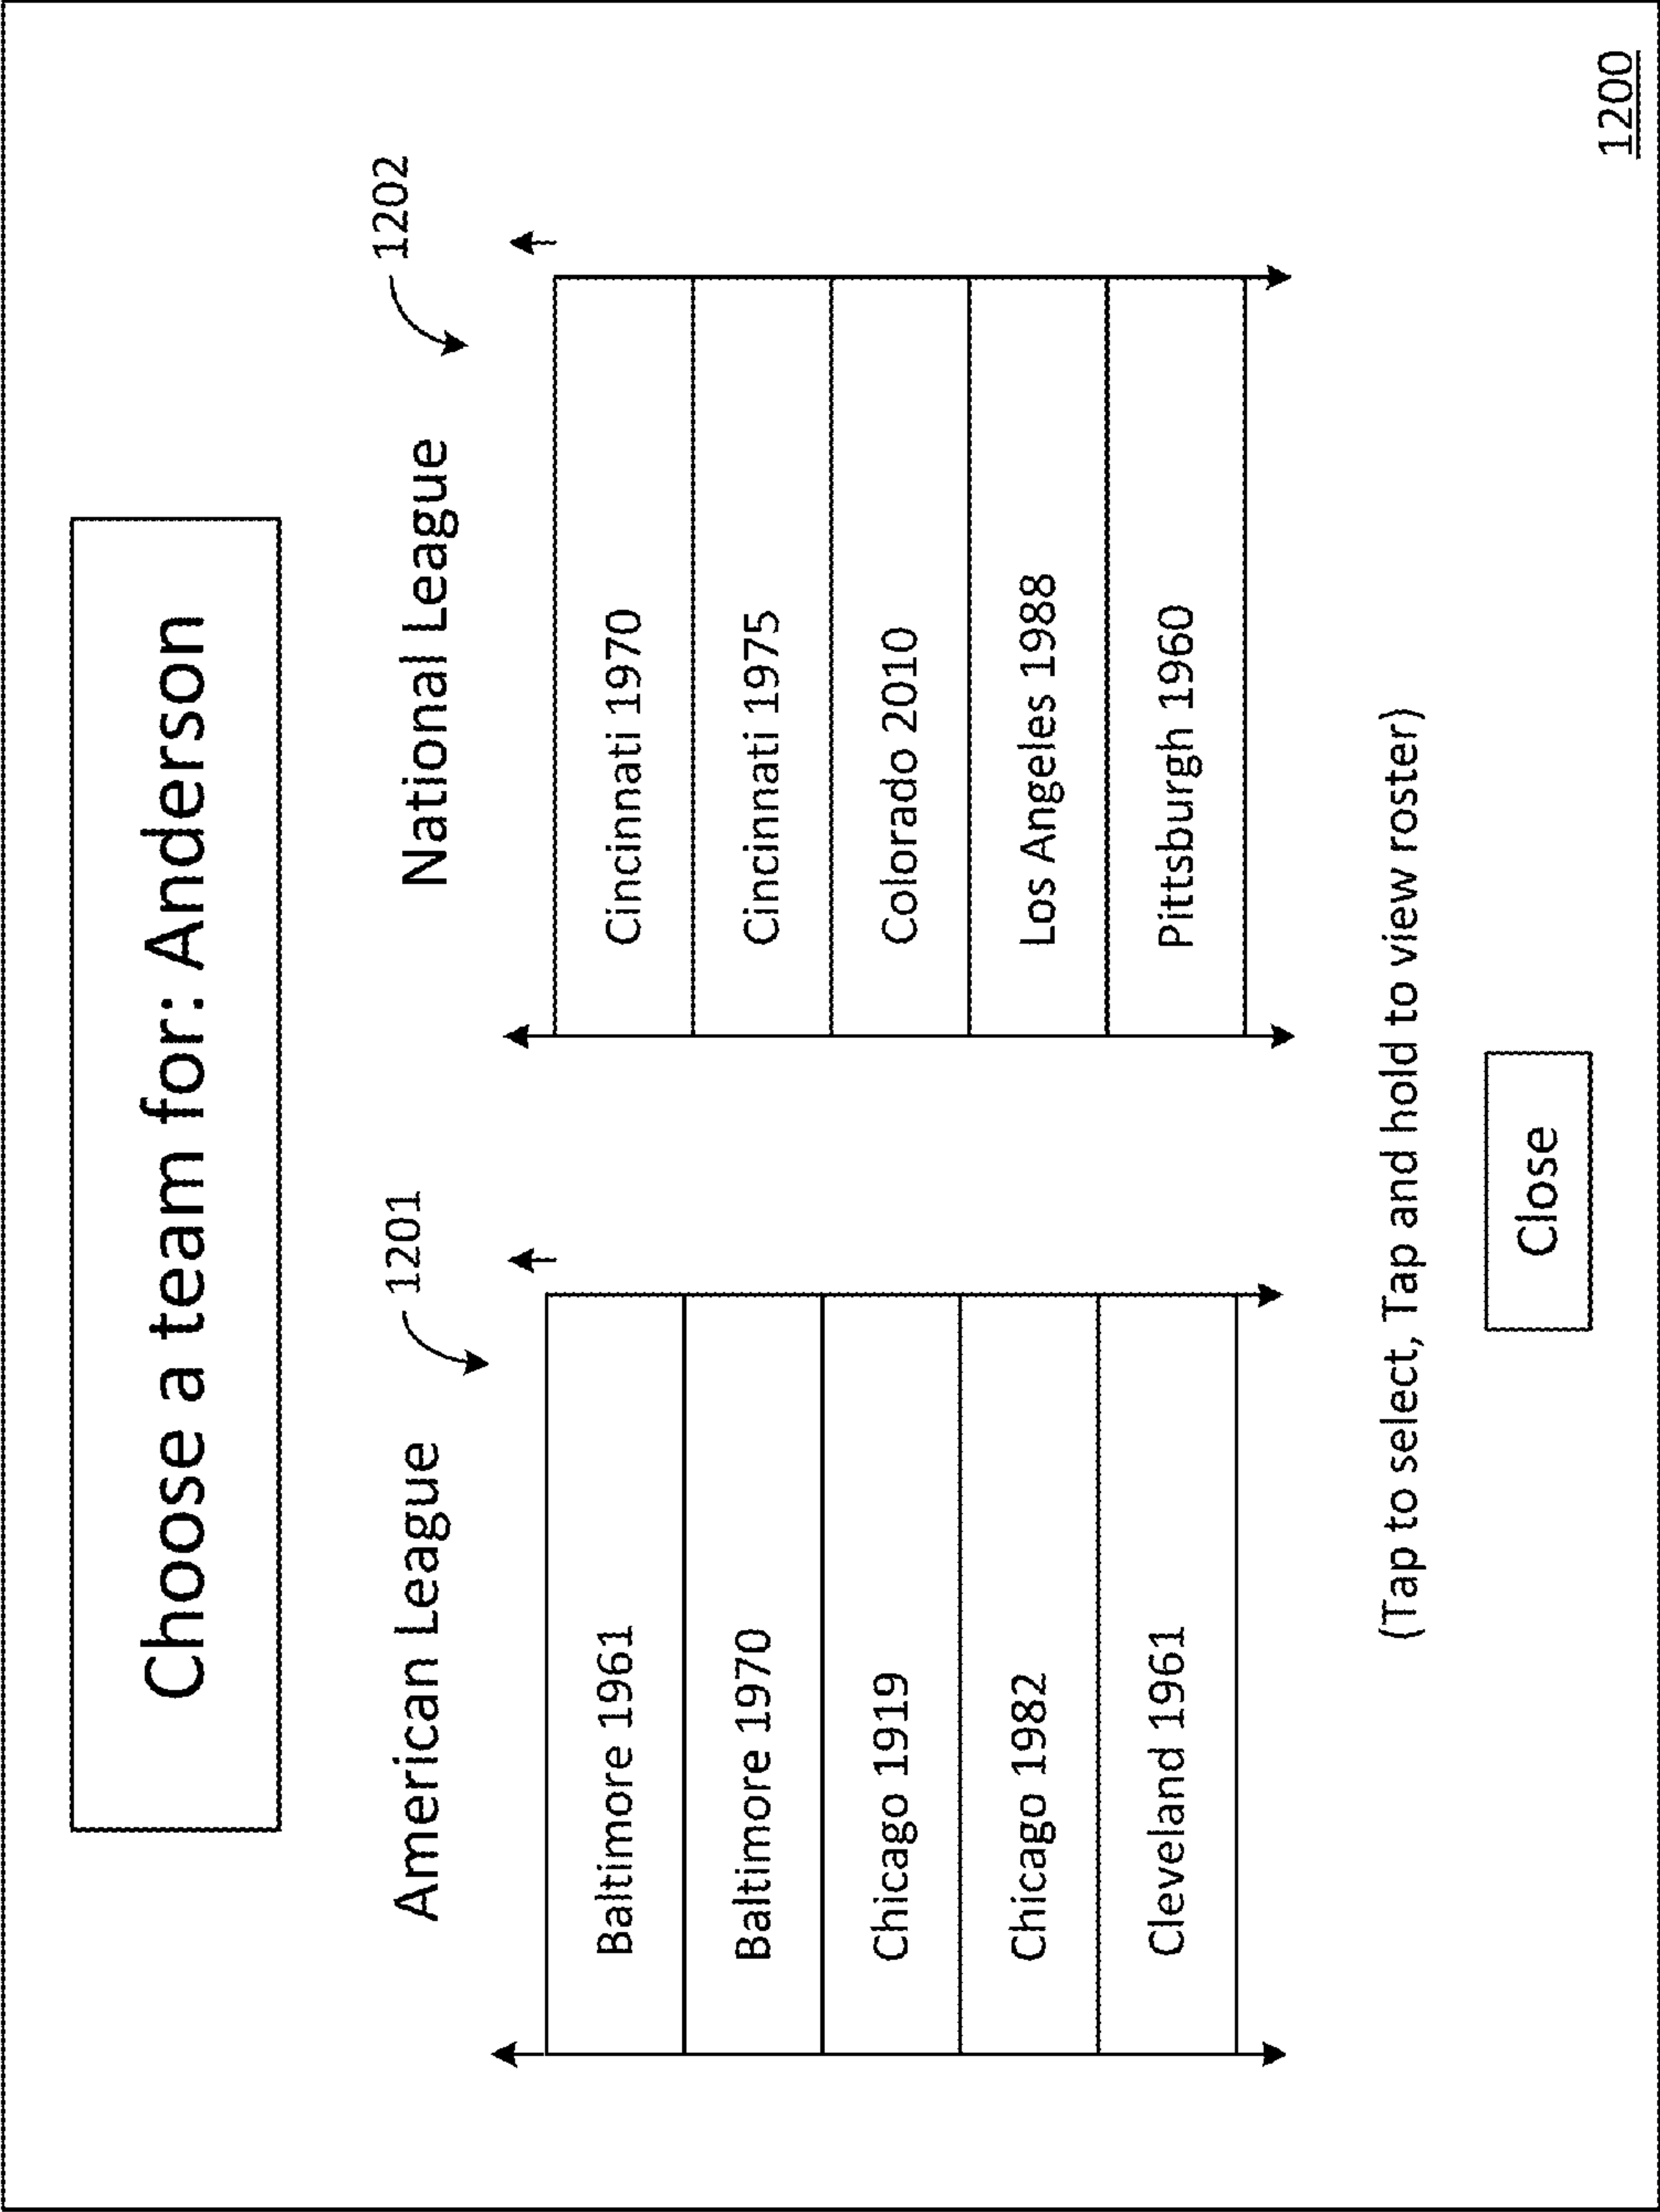 Choose a team for: Anderson
American League
1201
Baltimore 1961
Baltimore 1970
Chicago 1919
Chicago 1982
Cleveland 1961
National League
1202
Cincinnati 1970
Cincinnati 1975
Colorado 2010
Los Angeles 1988
Pittsburgh 1960
(Tap to select, Tap and hold to view roster)
Close
1200